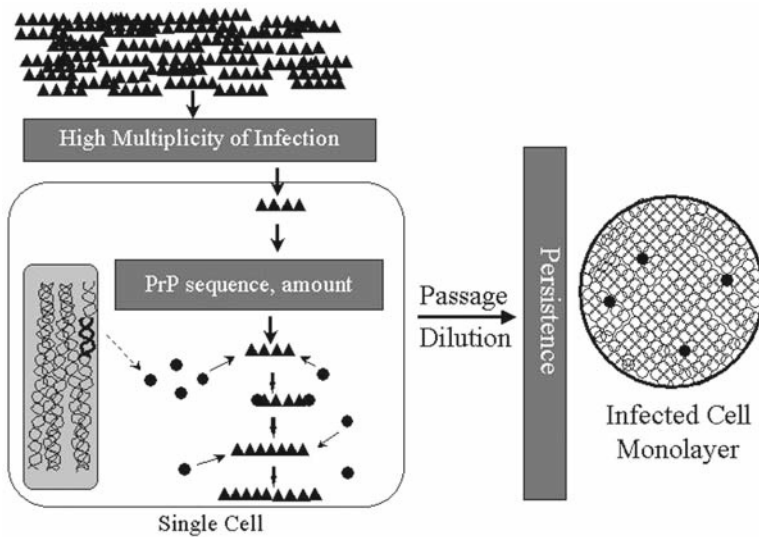 High Multiplicity of Infection
PrP sequence, amount
Single Cell
Passage
Dilution
Persistence
Infected Cell
Monolayer